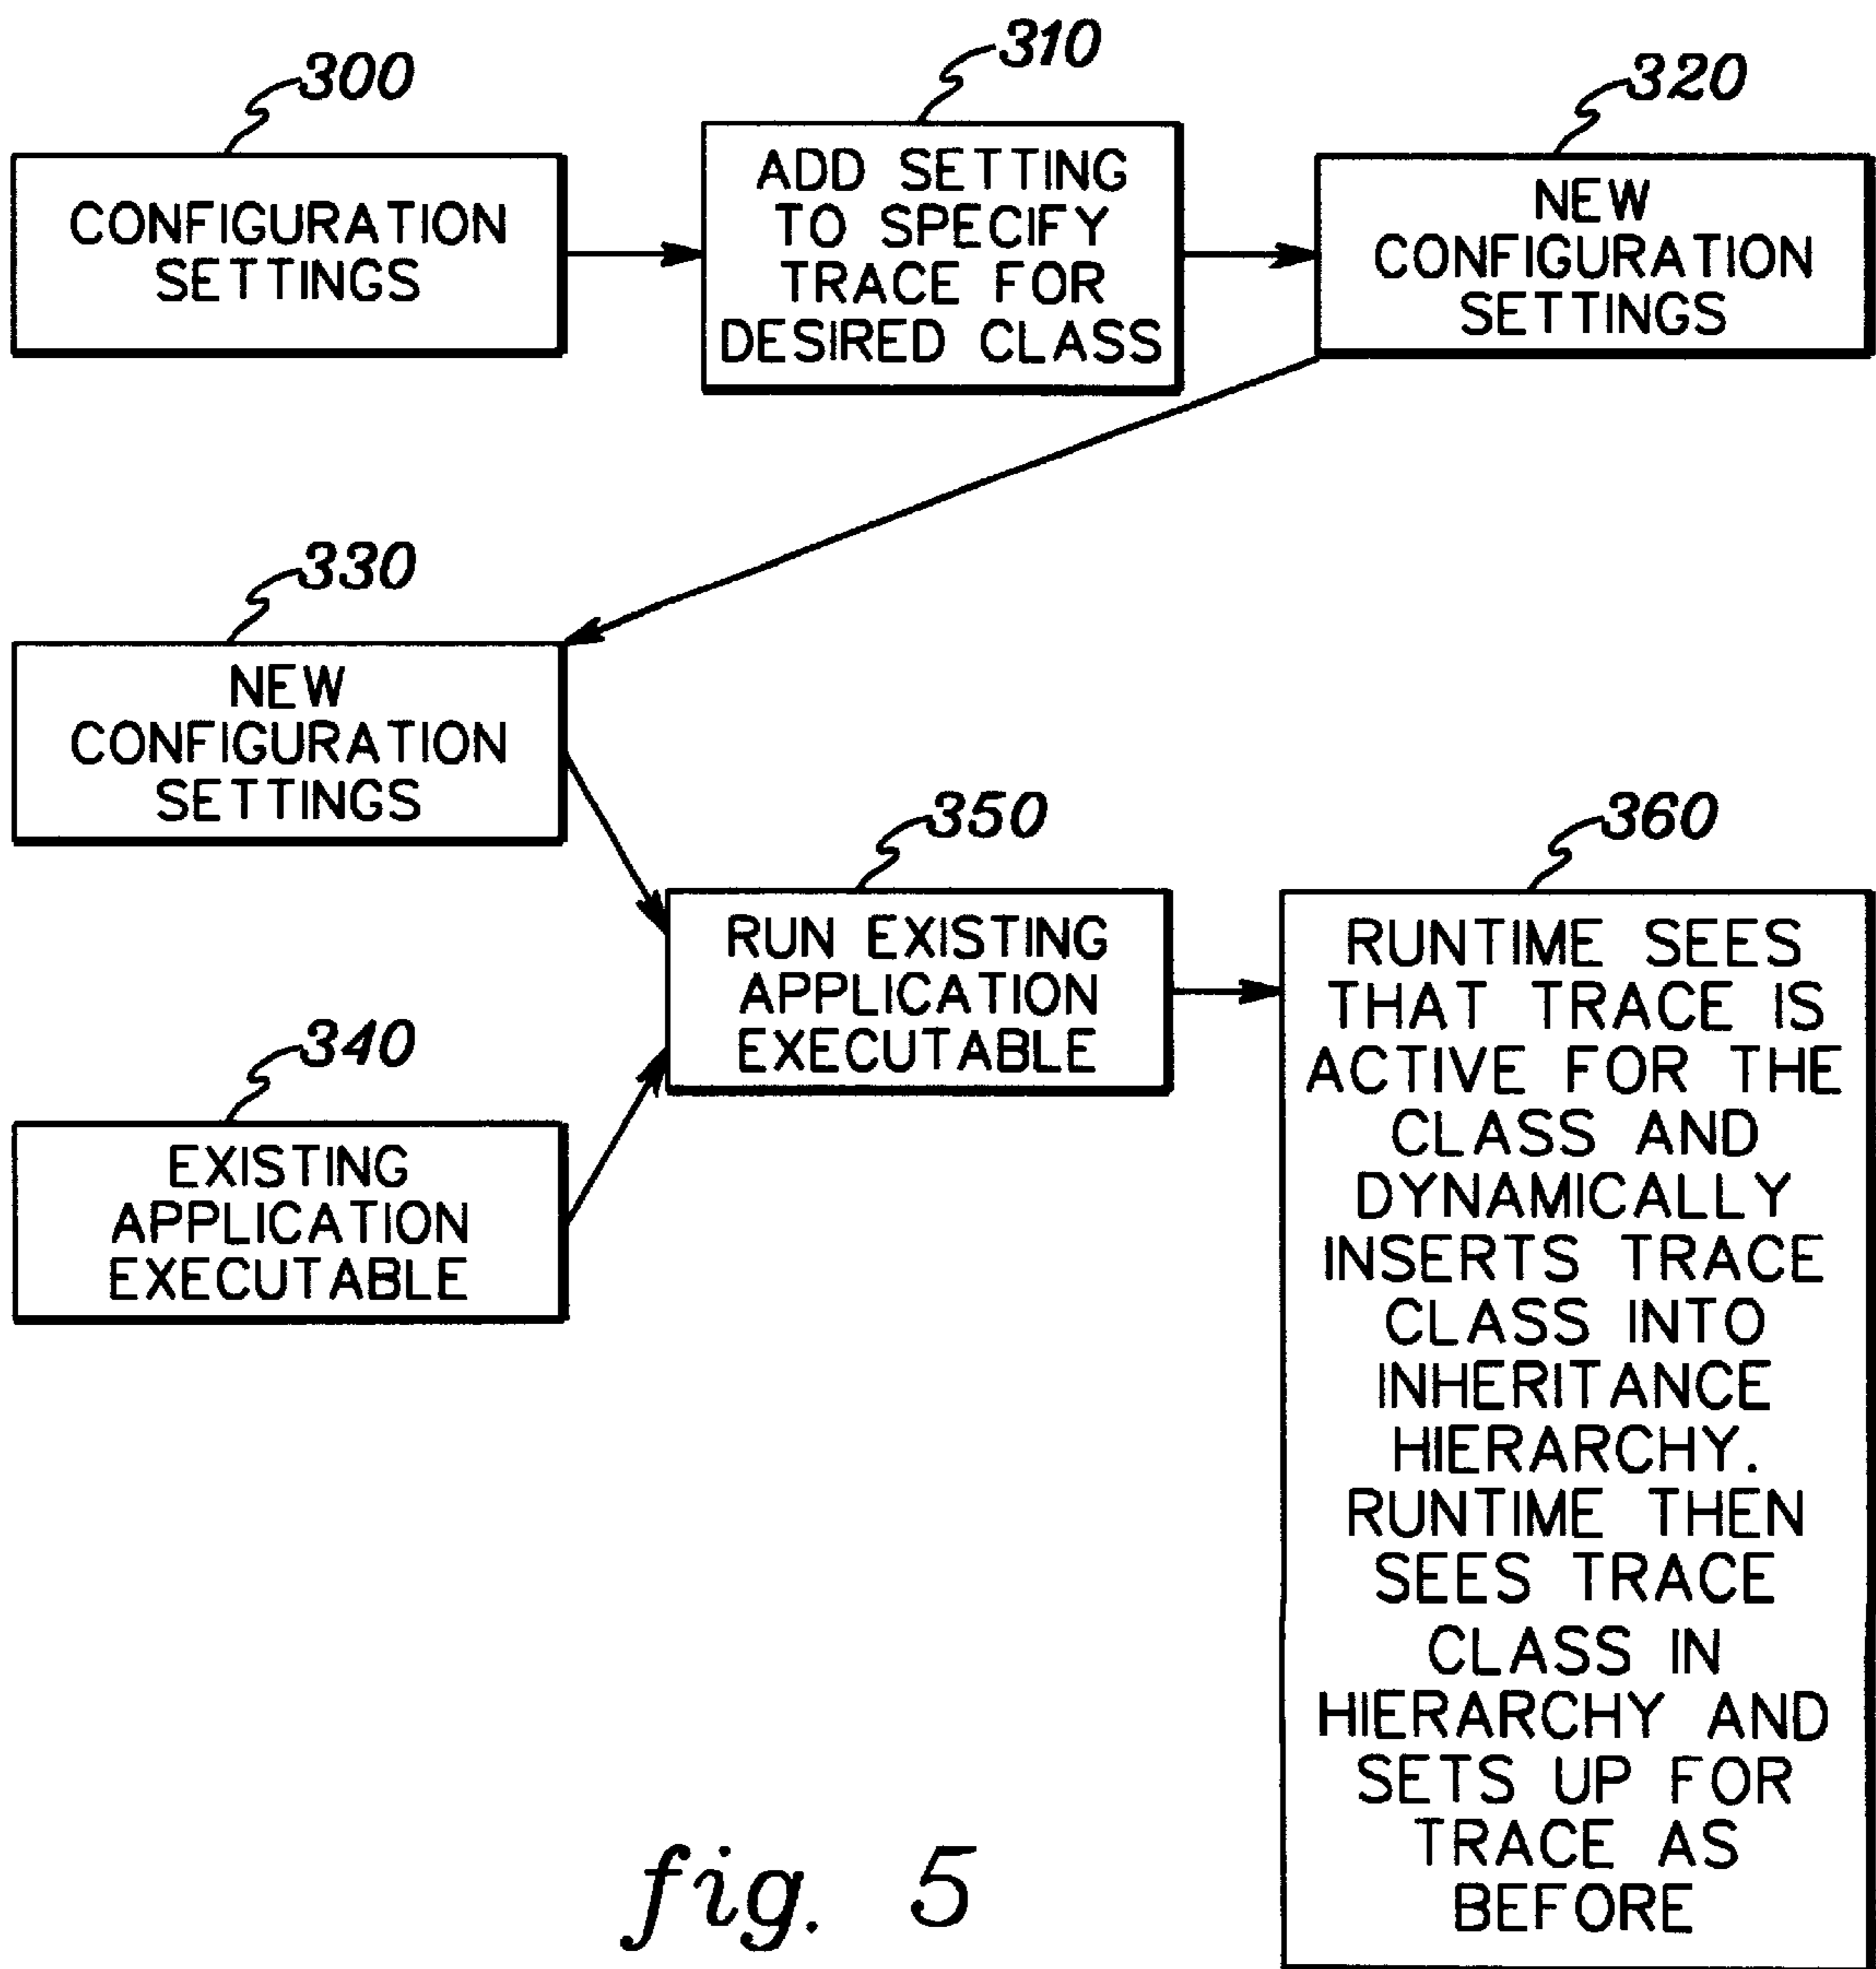 300
CONFIGURATION
SETTINGS
310
ADD SETTING
TO SPECIFY
TRACE FOR
DESIRED CLASS
320
NEW
CONFIGURATION
SETTINGS
330
NEW
CONFIGURATION
SETTINGS
340
EXISTING
APPLICATION
EXECUTABLE
350
RUN EXISTING
APPLICATION
EXECUTABLE
360
RUNTIME SEES
THAT TRACE IS
ACTIVE FOR THE
CLASS AND
DYNAMICALLY
INSERTS TRACE
CLASS INTO
INHERITANCE
HIERARCHY.
RUNTIME THEN
SEES TRACE
CLASS IN
HIERARCHY AND
SETS UP FOR
TRACE AS
BEFORE
fig. 5